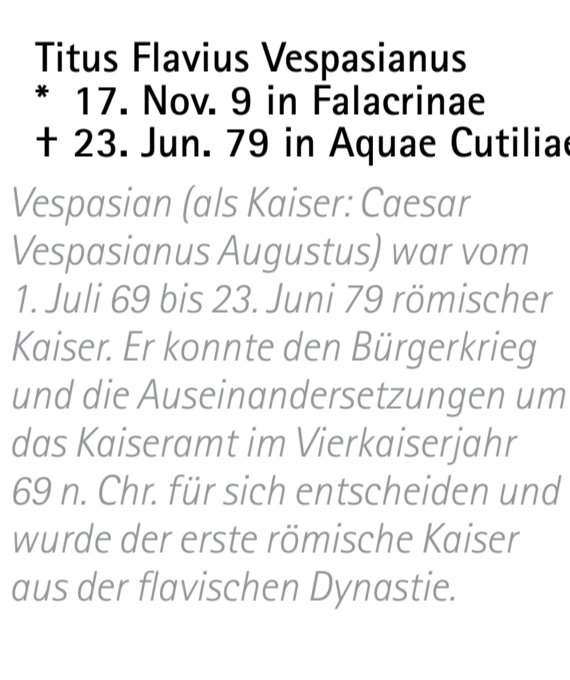 Titus Flavius Vespasianus
* 17. Nov. 9 in Falacrinae
† 23. Jun. 79 in Aquae Cutiliae
Vespasian (als Kaiser: Caesar
Vespasianus Augustus) war vom
1. Juli 69 bis 23. Juni 79 römischer
Kaiser. Er konnte den Bürgerkrieg
und die Auseinandersetzungen um
das Kaiseramt im Vierkaiserjahr
69 n. Chr. für sich entscheiden und
wurde der erste römische Kaiser
aus der flavischen Dynastie.